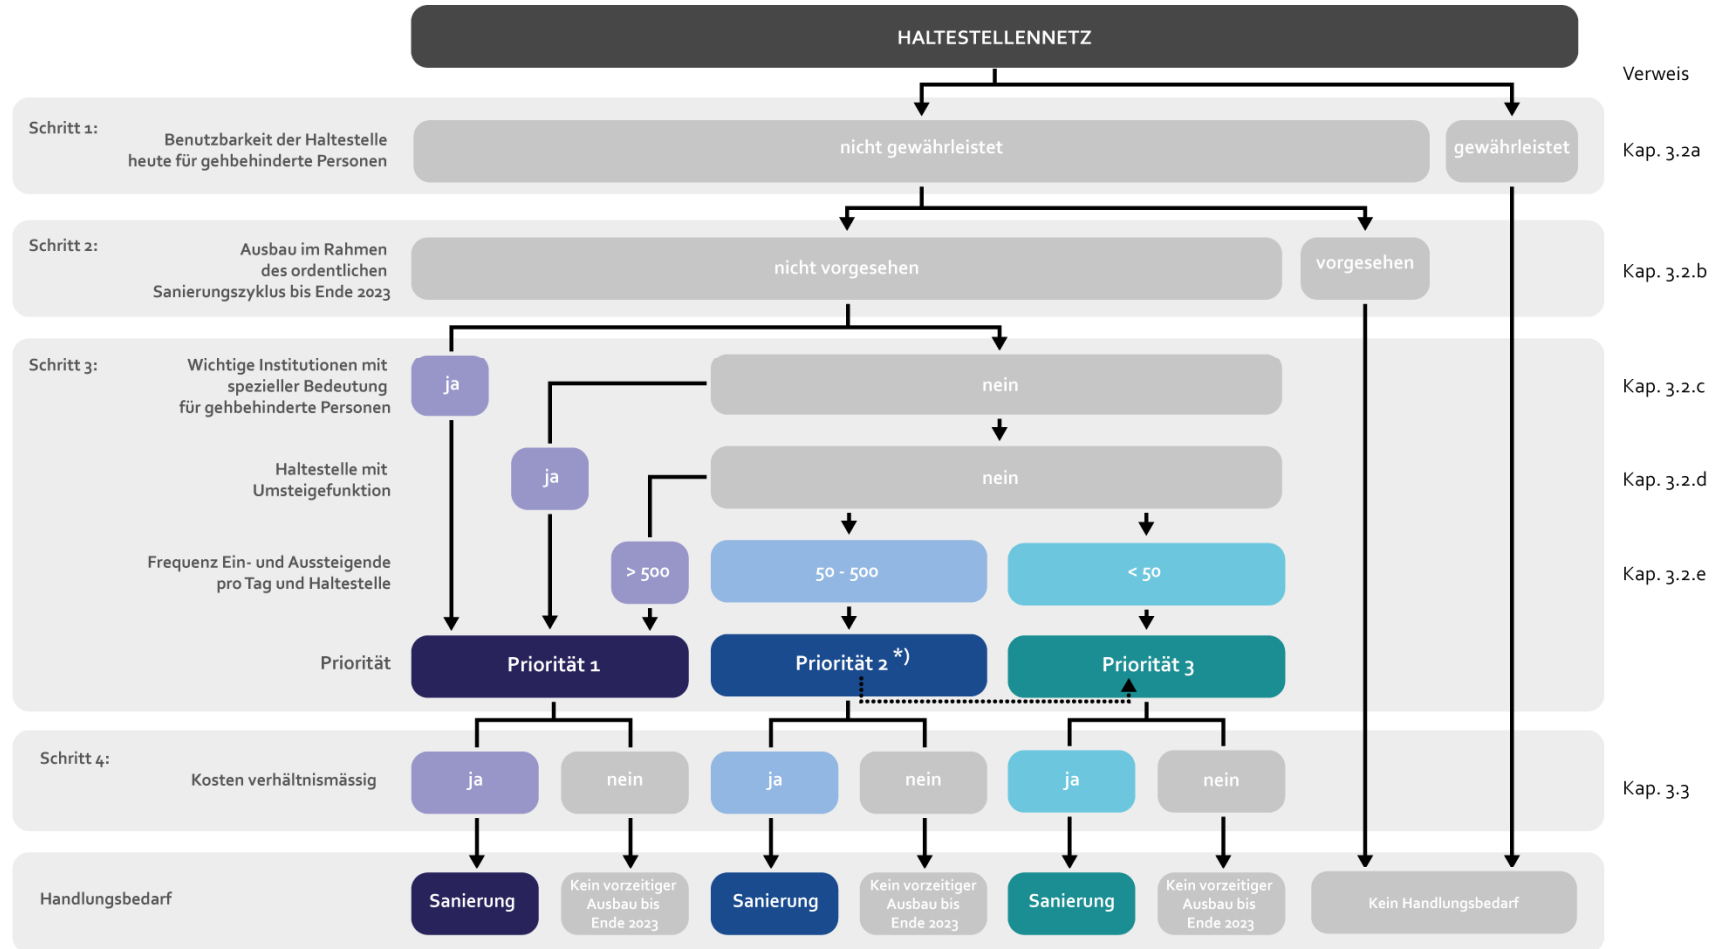 HALTESTELLENNETZ
Verweis
Schritt 1:
Benutzbarkeit der Haltestelle
heute für gehbehinderte Personen
nicht gewährleistet
gewährleistet
Kap. 3.2a
Schritt 2:
Ausbau im Rahmen
des ordentlichen
Sanierungszyklus bis Ende 2023
nicht vorgesehen
vorgesehen
Kap. 3.2.b
Schritt 3:
Wichtige Institutionen mit
spezieller Bedeutung
für gehbehinderte Personen
ja
nein
Kap. 3.2.c
Haltestelle mit
Umsteigefunktion
ja
nein
Kap. 3.2.d
Frequenz Ein- und Aussteigende
pro Tag und Haltestelle
> 500
50 - 500
< 50
Kap. 3.2.e
Priorität
Priorität 1
Priorität 2 *)
Priorität 3
Schritt 4:
Kosten verhältnismässig
ja
nein
ja
nein
ja
nein
Kap. 3.3
Handlungsbedarf
Sanierung
Kein vorzeitiger
Ausbau bis
Ende 2023
Sanierung
Kein vorzeitiger
Ausbau bis
Ende 2023
Sanierung
Kein vorzeitiger
Ausbau bis
Ende 2023
Kein Handlungsbedarf